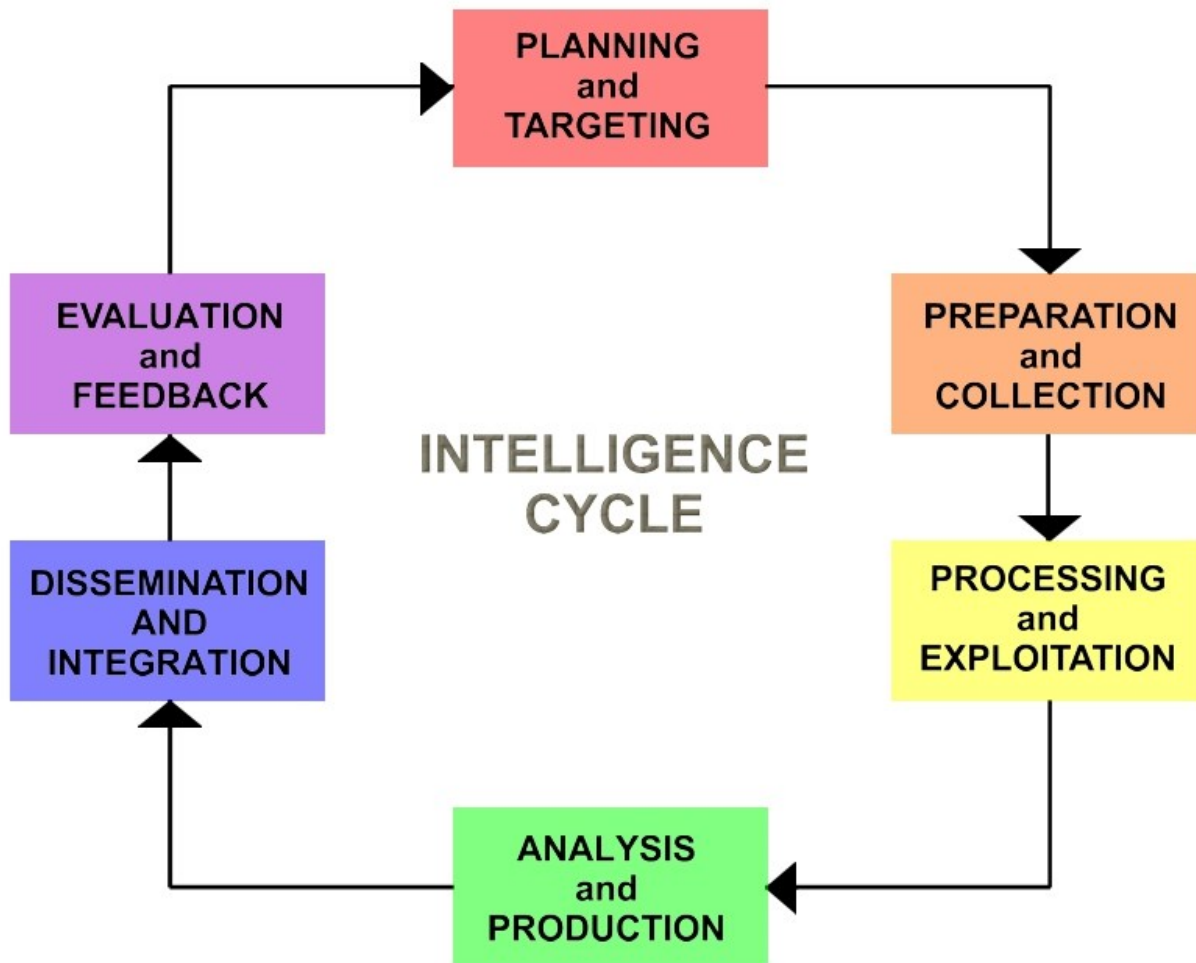 PLANNING
and
TARGETING
PREPARATION
and
COLLECTION
PROCESSING
and
EXPLOITATION
ANALYSIS
and
PRODUCTION
DISSEMINATION
AND
INTEGRATION
EVALUATION
and
FEEDBACK
INTELLIGENCE
CYCLE